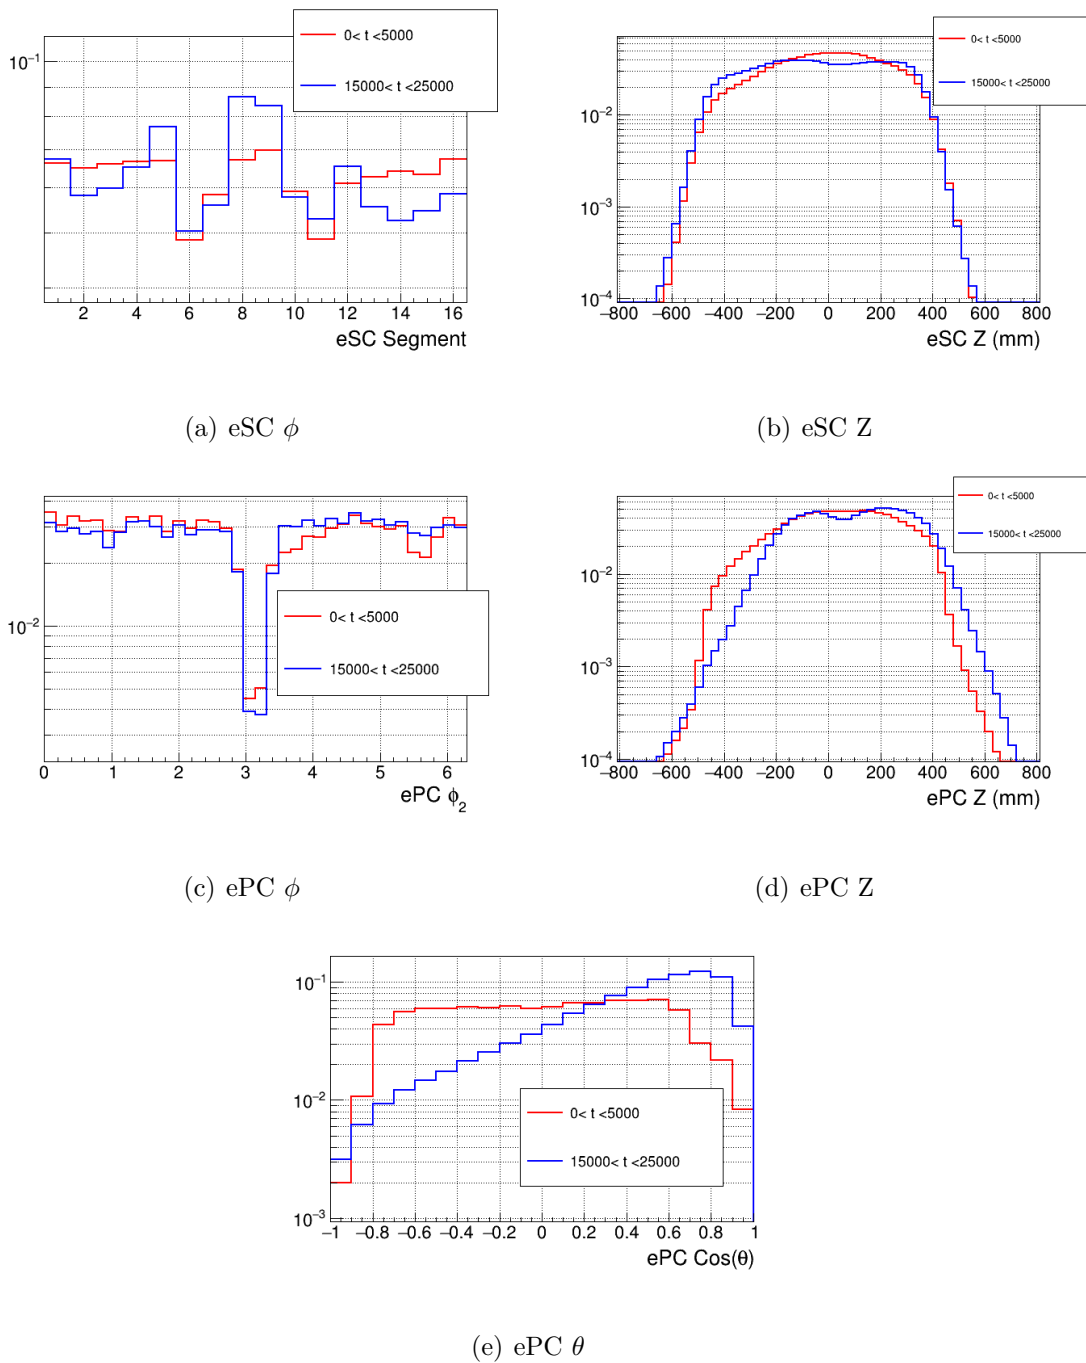 0< t <5000
15000< t <25000
10⁻¹
2 4 6 8 10 12 14 16
eSC Segment
(a) eSC ϕ
0< t <5000
15000< t <25000
10⁻²
10⁻³
10⁻⁴
−800 −600 −400 −200 0 200 400 600 800
eSC Z (mm)
(b) eSC Z
10⁻²
0< t <5000
15000< t <25000
0 1 2 3 4 5 6
ePC ϕ₂
(c) ePC ϕ
0< t <5000
15000< t <25000
10⁻²
10⁻³
10⁻⁴
−800 −600 −400 −200 0 200 400 600 800
ePC Z (mm)
(d) ePC Z
10⁻¹
10⁻²
10⁻³
0< t <5000
15000< t <25000
−1 −0.8 −0.6 −0.4 −0.2 0 0.2 0.4 0.6 0.8 1
ePC Cos(θ)
(e) ePC θ